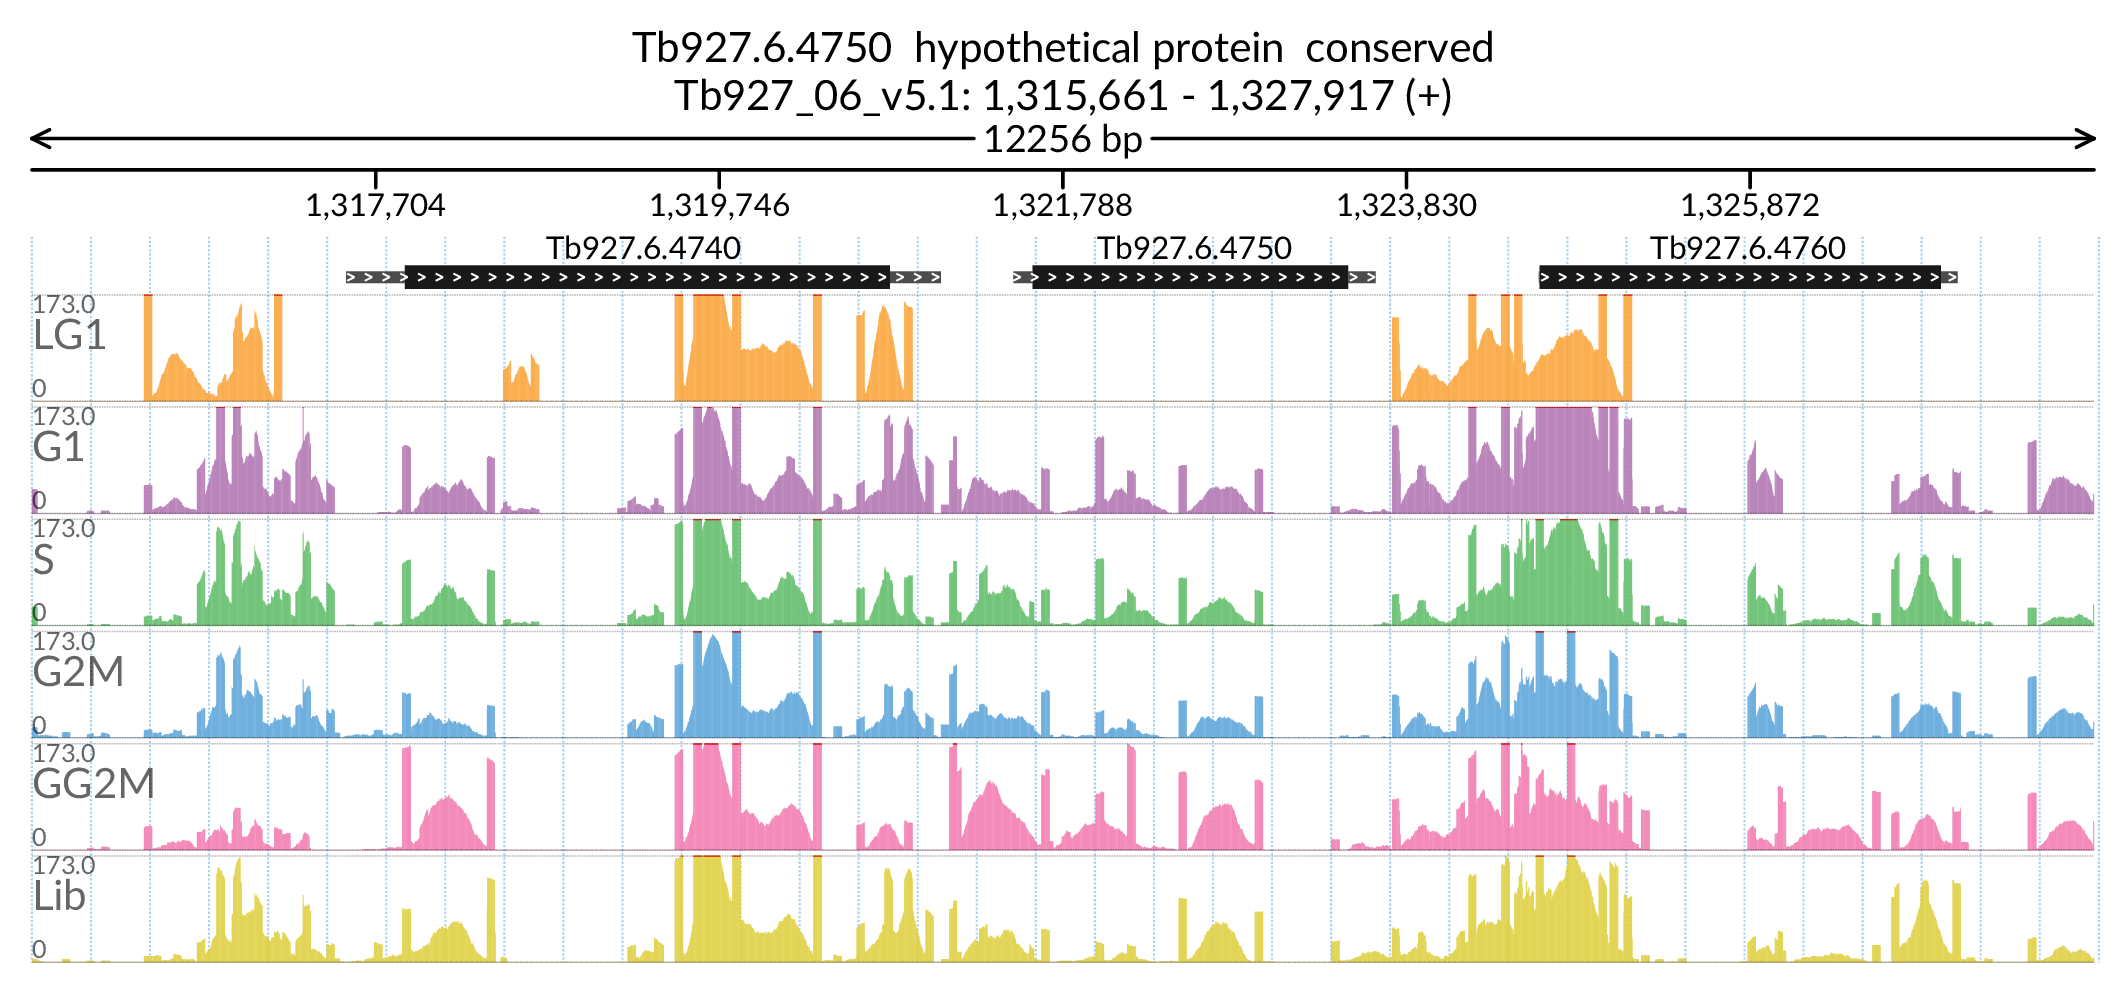 Tb927.6.4750 hypothetical protein conserved
Tb927_06_v5.1: 1,315,661 - 1,327,917 (+)
12256 bp
1,317,704 1,319,746 1,321,788 1,323,830 1,325,872
Tb927.6.4740 Tb927.6.4750 Tb927.6.4760
173.0
LG1
0
173.0
G1
0
173.0
S
0
173.0
G2M
0
173.0
GG2M
0
173.0
Lib
0